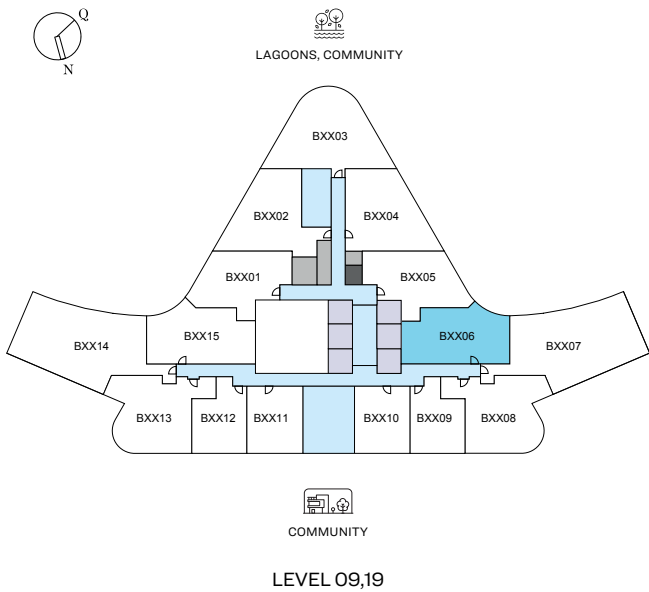 Q
N
LAGOONS, COMMUNITY
BXX03
BXX02
BXX04
BXX01
BXX05
BXX14
BXX15
BXX06
BXX07
BXX13
BXX12
BXX11
BXX10
BXX09
BXX08
COMMUNITY
LEVEL 09,19